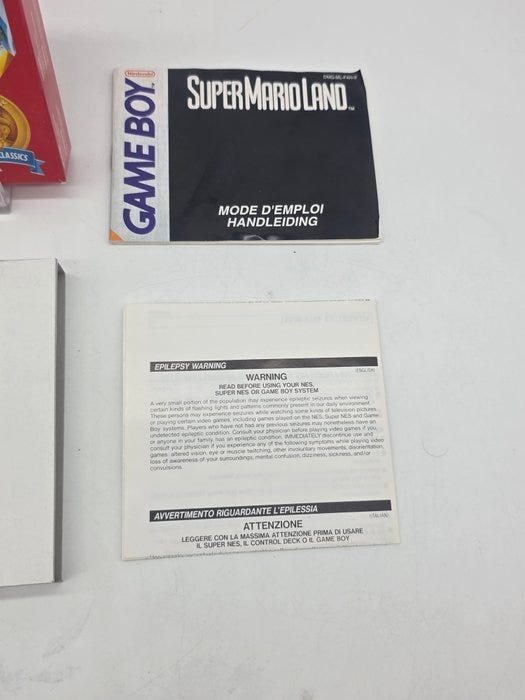 CLASSICS
Nintendo
GAME BOY™
SUPER MARIO LAND™
MODE D'EMPLOI
HANDLEIDING
EPILEPSY WARNING
(ENGLISH)
WARNING
READ BEFORE USING YOUR NES,
SUPER NES OR GAME BOY SYSTEM
A very small portion of the population may experience epileptic seizures when viewing
certain kinds of flashing lights and patterns commonly present in our daily environment.
These persons may experience seizures while watching some kinds of television pictures
or playing certain video games, including games played on the NES, Super NES and Game
Boy systems. Players who have not had any previous seizures may nonetheless have an
undetected epileptic condition. Consult your physician before playing video games if you,
or anyone in your family, has an epileptic condition. IMMEDIATELY discontinue use and
consult your physician if you experience any of the following symptoms while playing video
games: altered vision, eye or muscle twitching, other involuntary movements, disorientation,
loss of awareness of your surroundings, mental confusion, dizziness, sickness, and/or
convulsions.
AVVERTIMENTO RIGUARDANTE L'EPILESSIA
(ITALIAN)
ATTENZIONE
LEGGERE CON LA MASSIMA ATTENZIONE PRIMA DI USARE
IL SUPER NES, IL CONTROL DECK O IL GAME BOY